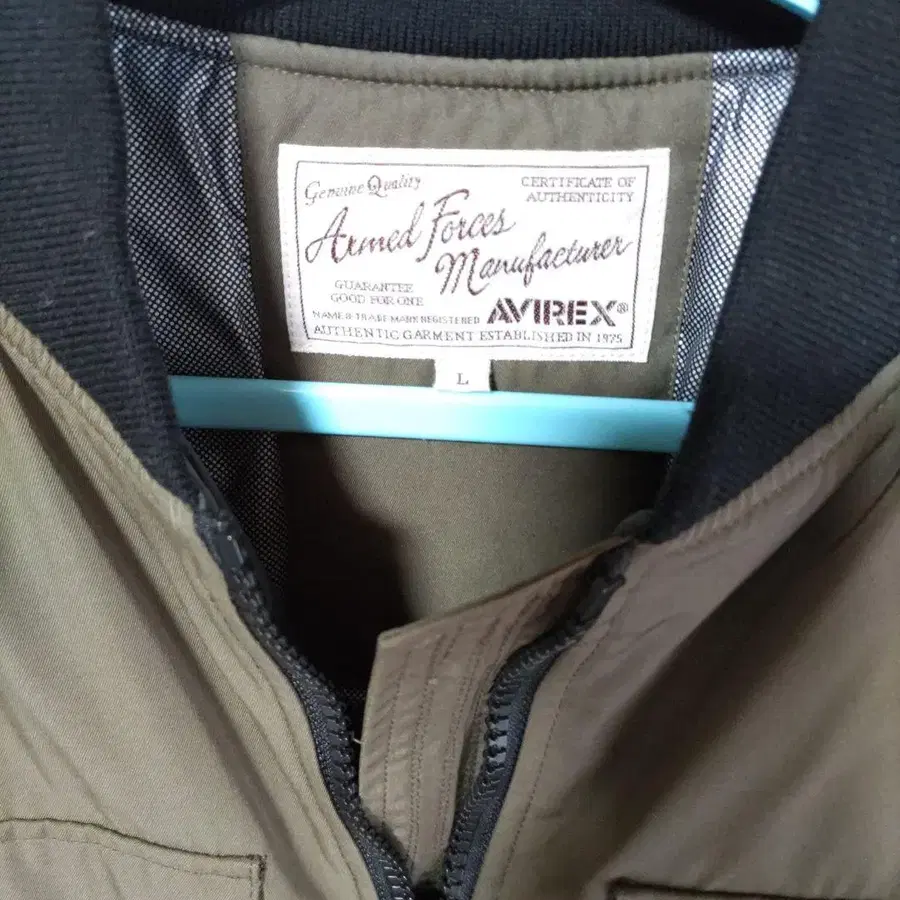 Genuine Quality
CERTIFICATE OF
AUTHENTICITY
Armed Forces
Manufacturer
GUARANTEE
GOOD FOR ONE
NAME & TRADE MARK REGISTERED
AVIREX®
AUTHENTIC GARMENT ESTABLISHED IN 1975
L